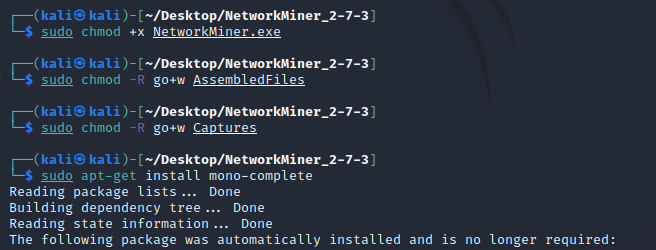 ┌──(kali㉿kali)-[~/Desktop/NetworkMiner_2-7-3]
└─$ sudo chmod +x NetworkMiner.exe
┌──(kali㉿kali)-[~/Desktop/NetworkMiner_2-7-3]
└─$ sudo chmod -R go+w AssembledFiles
┌──(kali㉿kali)-[~/Desktop/NetworkMiner_2-7-3]
└─$ sudo chmod -R go+w Captures
┌──(kali㉿kali)-[~/Desktop/NetworkMiner_2-7-3]
└─$ sudo apt-get install mono-complete
Reading package lists... Done
Building dependency tree... Done
Reading state information... Done
The following package was automatically installed and is no longer required: